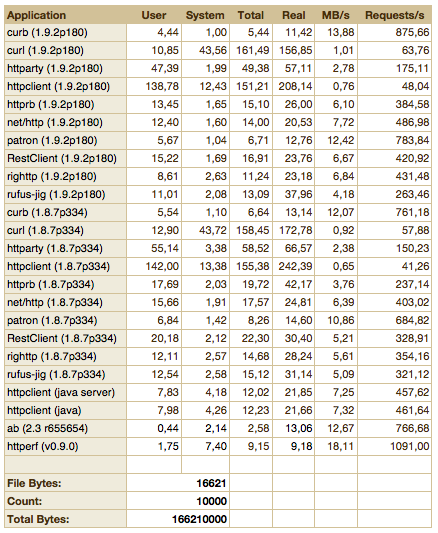 Application User System Total Real MB/s Requests/s
curb (1.9.2p180) 4,44 1,00 5,44 11,42 13,88 875,66
curl (1.9.2p180) 10,85 43,56 161,49 156,85 1,01 63,76
httparty (1.9.2p180) 47,39 1,99 49,38 57,11 2,78 175,11
httpclient (1.9.2p180) 138,78 12,43 151,21 208,14 0,76 48,04
httprb (1.9.2p180) 13,45 1,65 15,10 26,00 6,10 384,58
net/http (1.9.2p180) 12,40 1,60 14,00 20,53 7,72 486,98
patron (1.9.2p180) 5,67 1,04 6,71 12,76 12,42 783,84
RestClient (1.9.2p180) 15,22 1,69 16,91 23,76 6,67 420,92
righttp (1.9.2p180) 8,61 2,63 11,24 23,18 6,84 431,48
rufus-jig (1.9.2p180) 11,01 2,08 13,09 37,96 4,18 263,46
curb (1.8.7p334) 5,54 1,10 6,64 13,14 12,07 761,18
curl (1.8.7p334) 12,90 43,72 158,45 172,78 0,92 57,88
httparty (1.8.7p334) 55,14 3,38 58,52 66,57 2,38 150,23
httpclient (1.8.7p334) 142,00 13,38 155,38 242,39 0,65 41,26
httprb (1.8.7p334) 17,69 2,03 19,72 42,17 3,76 237,14
net/http (1.8.7p334) 15,66 1,91 17,57 24,81 6,39 403,02
patron (1.8.7p334) 6,84 1,42 8,26 14,60 10,86 684,82
RestClient (1.8.7p334) 20,18 2,12 22,30 30,40 5,21 328,91
righttp (1.8.7p334) 12,11 2,57 14,68 28,24 5,61 354,16
rufus-jig (1.8.7p334) 12,54 2,58 15,12 31,14 5,09 321,12
httpclient (java server) 7,83 4,18 12,02 21,85 7,25 457,62
httpclient (java) 7,98 4,26 12,23 21,66 7,32 461,64
ab (2.3 r655654) 0,44 2,14 2,58 13,06 12,67 766,68
httperf (v0.9.0) 1,75 7,40 9,15 9,18 18,11 1091,00
File Bytes: 16621
Count: 10000
Total Bytes: 166210000